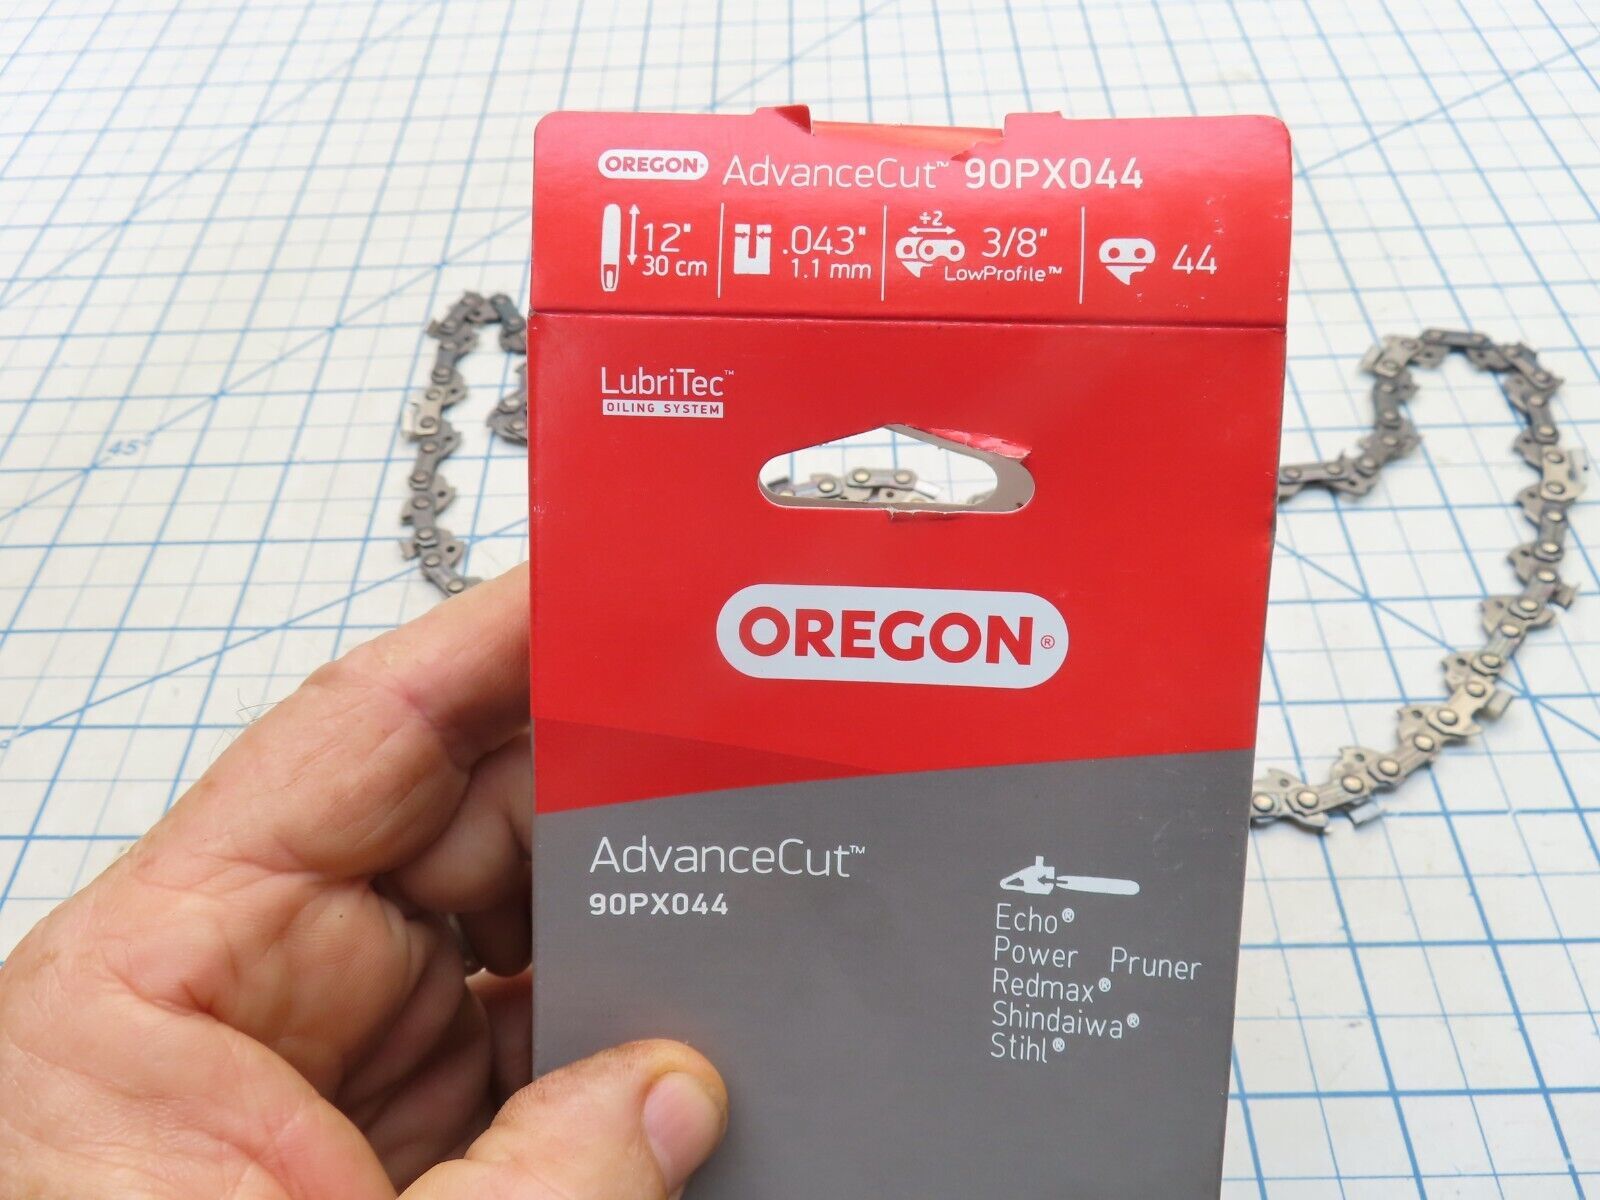 OREGON® AdvanceCut™ 90PX044
12" .043" ÷2 3/8" 44
30 cm 1.1 mm LowProfile™
LubriTec™
OILING SYSTEM
OREGON®
AdvanceCut™
90PX044
Echo®
Power Pruner
Redmax®
Shindaiwa®
Stihl®
45°